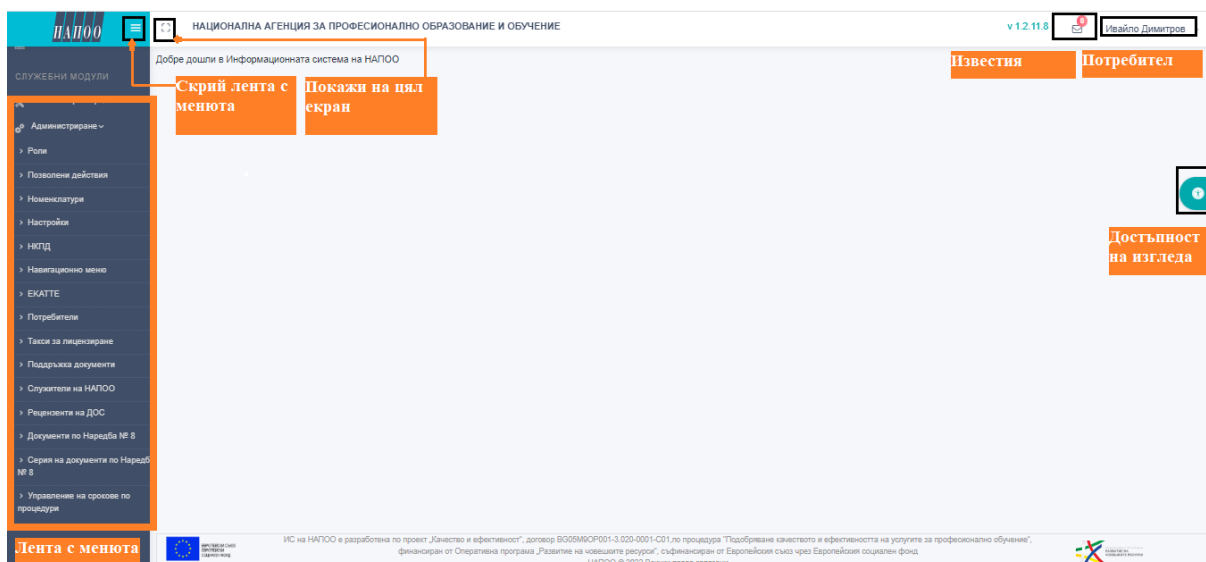 НАПОО
НАЦИОНАЛНА АГЕНЦИЯ ЗА ПРОФЕСИОНАЛНО ОБРАЗОВАНИЕ И ОБУЧЕНИЕ
v 1.2.11.8
0
Ивайло Димитров
Добре дошли в Информационната система на НАПОО
Известия
Потребител
СЛУЖЕБНИ МОДУЛИ
Скрий лента с
менюта
Покажи на цял
екран
Администриране
Роли
Позволени действия
Номенклатури
Настройки
НКПД
Навигационно меню
ЕКАТТЕ
Потребители
Такси за лицензиране
Поддръжка документи
Служители на НАПОО
Рецензенти на ДОС
Документи по Наредба № 8
Серия на документи по Наредб
№ 8
Управление на срокове по
процедури
Достъпност
на изгледа
Лента с менюта
ИС на НАПОО е разработена по проект „Качество и ефективност", договор BG05M9OP001-3.020-0001-C01,по процедура "Подобряване качеството и ефективността на услугите за професионално обучение",
финансиран от Оперативна програма „Развитие на човешките ресурси", съфинансиран от Европейския съюз чрез Европейския социален фонд